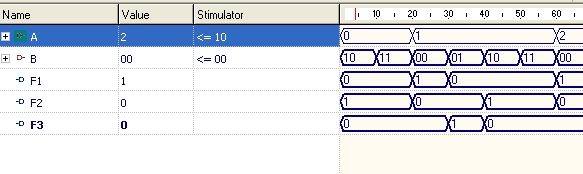 Name Value Stimulator 10 20 30 40 50 60
A 2 <= 10 0 1 2
B 00 <= 00 10 11 00 01 10 11 00
F1 1 0 1 0 1
F2 0 1 0 1 0
F3 0 0 1 0